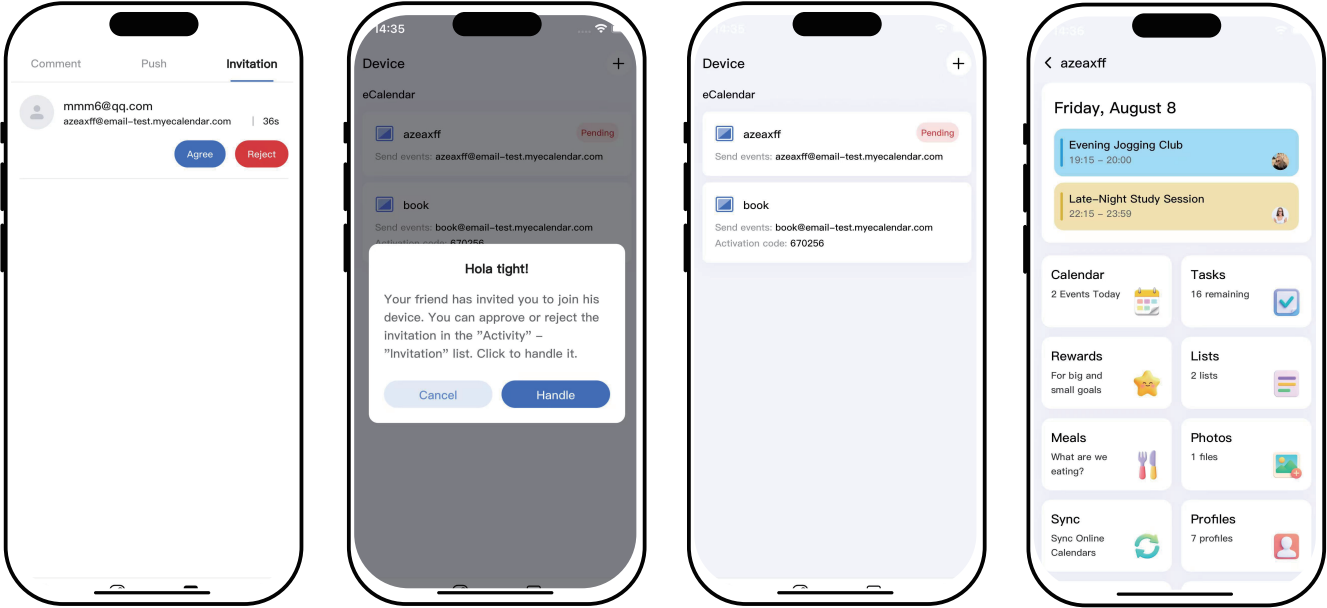 Comment Push Invitation
mmm6@qq.com
azeaxff@email-test.myecalendar.com | 36s
Agree Reject
14:35
Device +
eCalendar
azeaxff Pending
Send events: azeaxff@email-test.myecalendar.com
book
Send events: book@email-test.myecalendar.com
Activation code: 670256
Hola tight!
Your friend has invited you to join his
device. You can approve or reject the
invitation in the "Activity" –
"Invitation" list. Click to handle it.
Cancel Handle
14:35
Device +
eCalendar
azeaxff Pending
Send events: azeaxff@email-test.myecalendar.com
book
Send events: book@email-test.myecalendar.com
Activation code: 670256
azeaxff
Friday, August 8
Evening Jogging Club
19:15 – 20:00
Late-Night Study Session
22:15 – 23:59
Calendar
2 Events Today
Tasks
16 remaining
Rewards
For big and
small goals
Lists
2 lists
Meals
What are we
eating?
Photos
1 files
Sync
Sync Online
Calendars
Profiles
7 profiles